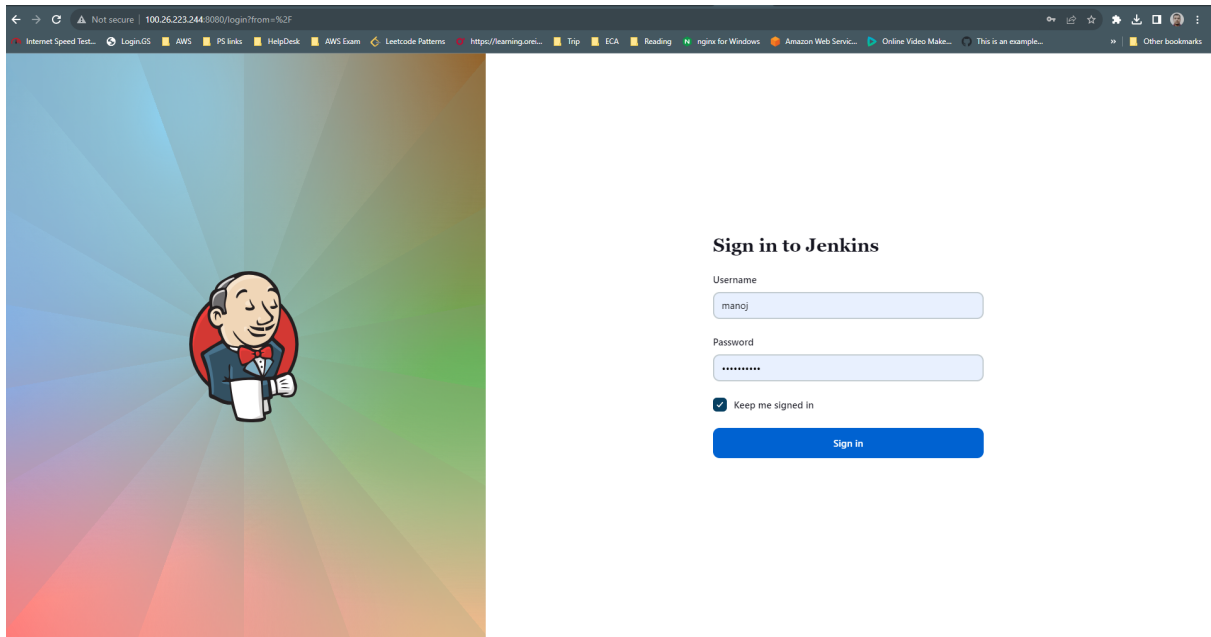 Not secure | 100.26.223.244:8080/login?from=%2F
Internet Speed Test... Login.GS AWS PS links HelpDesk AWS Exam Leetcode Patterns https://learning.orei... Trip ECA Reading nginx for Windows Amazon Web Servic... Online Video Make... This is an example... » Other bookmarks
Sign in to Jenkins
Username
manoj
Password
••••••••••
Keep me signed in
Sign in